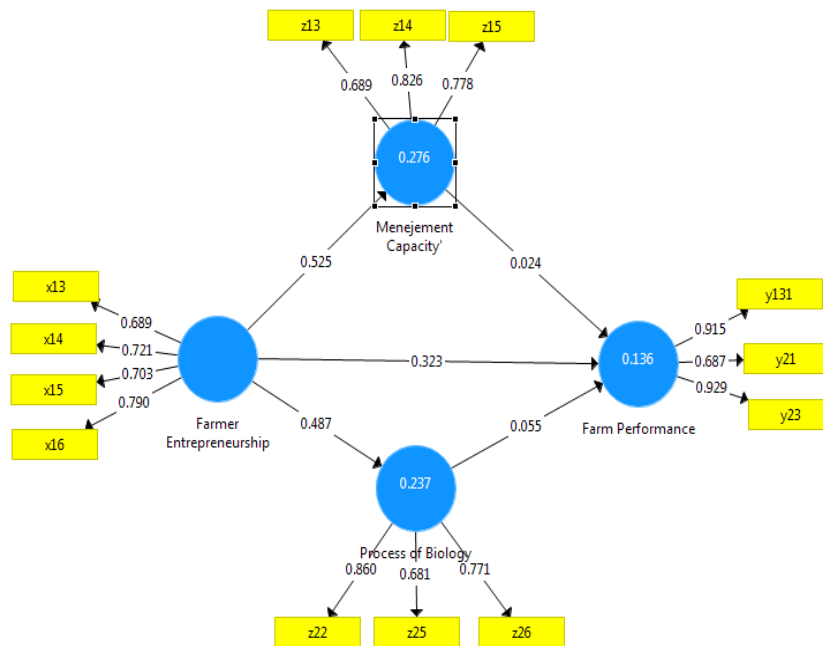 z13
z14
z15
0.689
0.826
0.778
0.276
Menejement
Capacity'
0.525
0.024
x13
x14
x15
x16
0.689
0.721
0.703
0.790
Farmer
Entrepreneurship
0.323
0.487
0.055
0.136
Farm Performance
y131
y21
y23
0.915
0.687
0.929
0.237
Process of Biology
0.860
0.681
0.771
z22
z25
z26